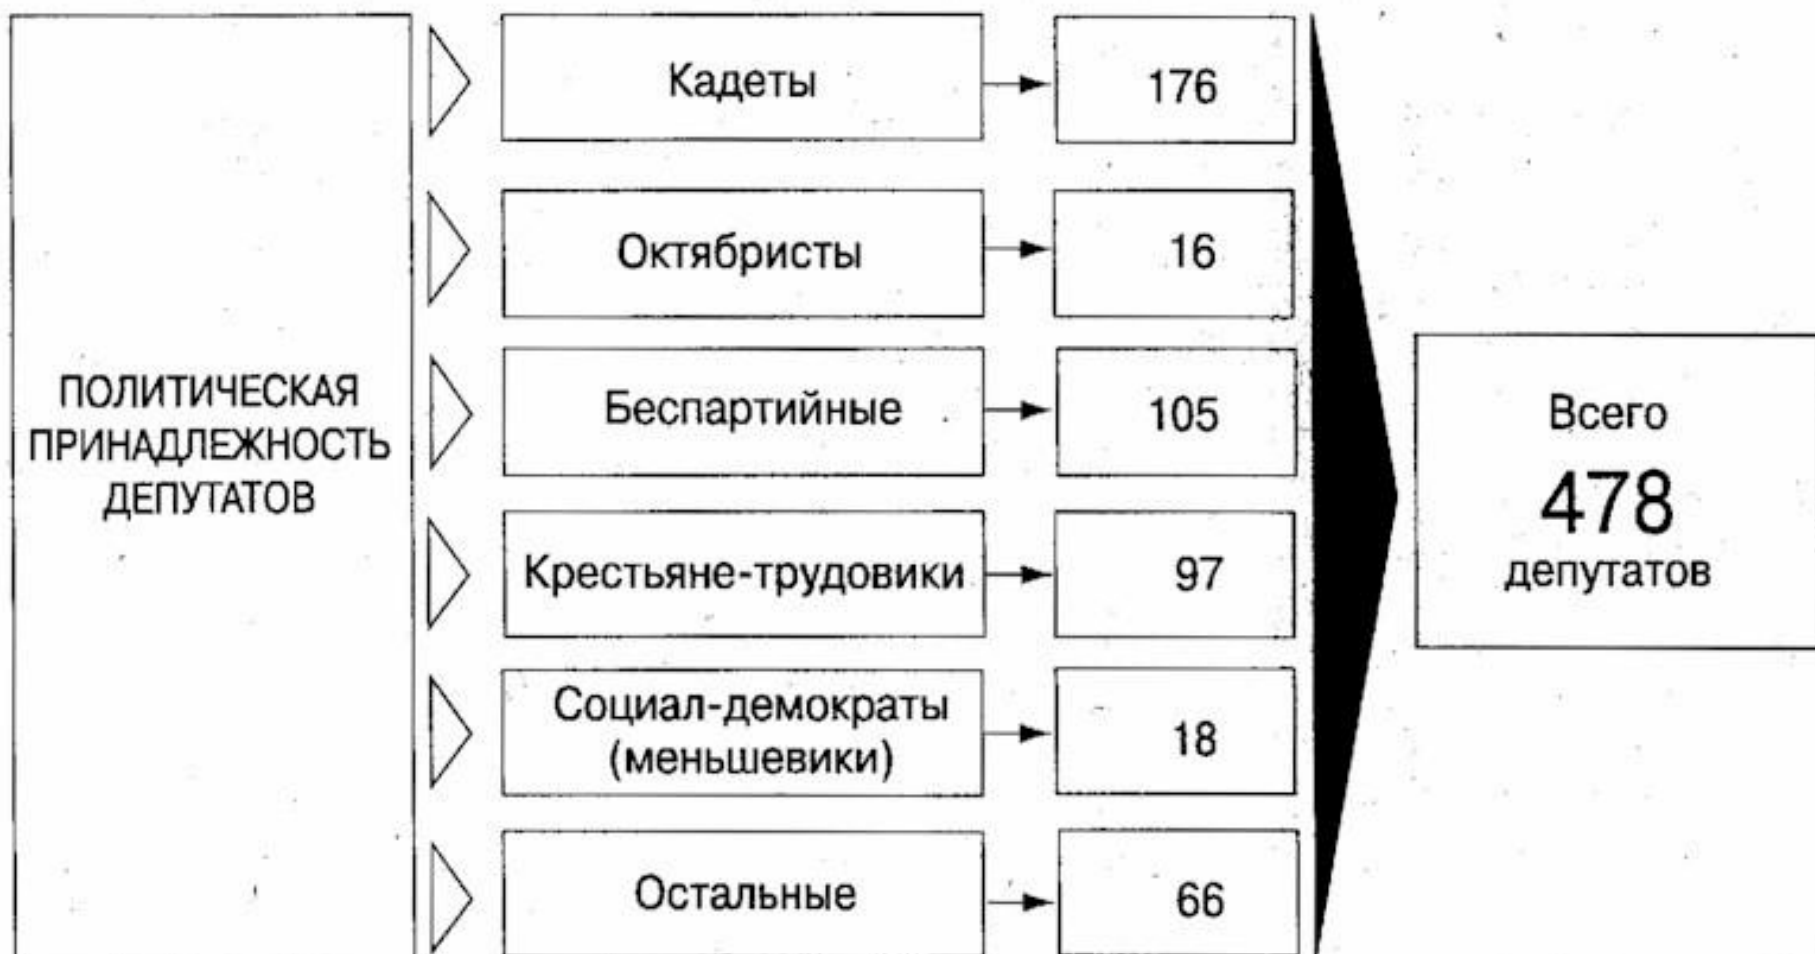 ПОЛИТИЧЕСКАЯ
ПРИНАДЛЕЖНОСТЬ
ДЕПУТАТОВ
Кадеты
176
Октябристы
16
Беспартийные
105
Крестьяне-трудовики
97
Социал-демократы
(меньшевики)
18
Остальные
66
Всего
478
депутатов